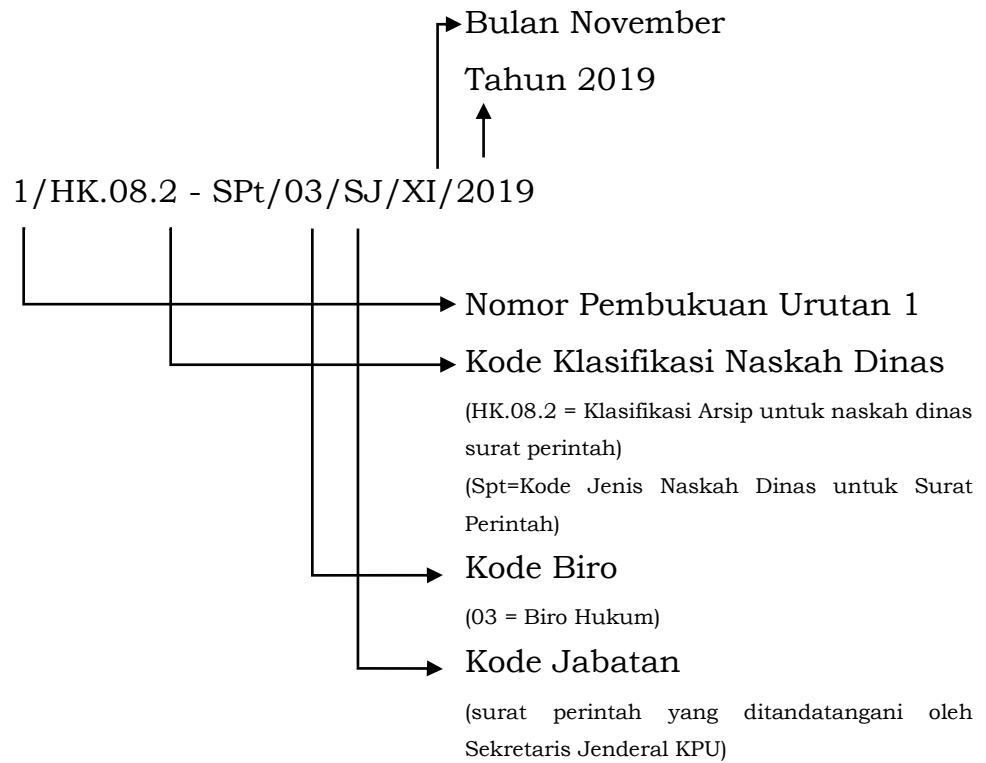 Bulan November
Tahun 2019
1/HK.08.2 - SPt/03/SJ/XI/2019
Nomor Pembukuan Urutan 1
Kode Klasifikasi Naskah Dinas
(HK.08.2 = Klasifikasi Arsip untuk naskah dinas
surat perintah)
(Spt=Kode Jenis Naskah Dinas untuk Surat
Perintah)
Kode Biro
(03 = Biro Hukum)
Kode Jabatan
(surat perintah yang ditandatangani oleh
Sekretaris Jenderal KPU)